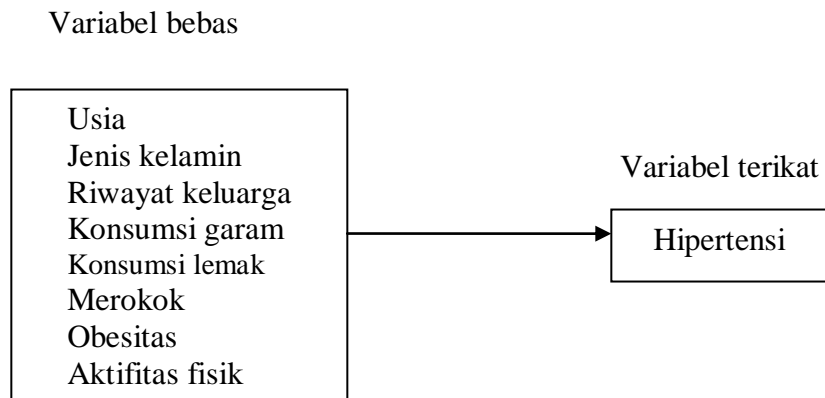 Variabel bebas
Usia
Jenis kelamin
Riwayat keluarga
Konsumsi garam
Konsumsi lemak
Merokok
Obesitas
Aktifitas fisik
Variabel terikat
Hipertensi